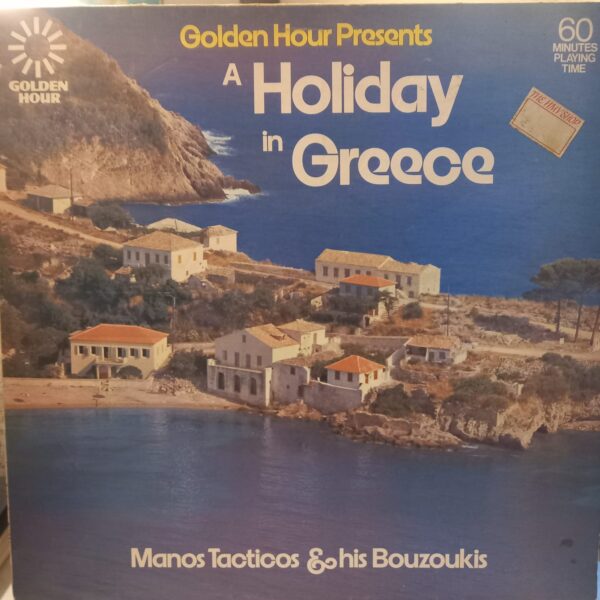 GOLDEN
HOUR
Golden Hour Presents
A Holiday
in Greece
60
MINUTES
PLAYING
TIME
Manos Tacticos & his Bouzoukis